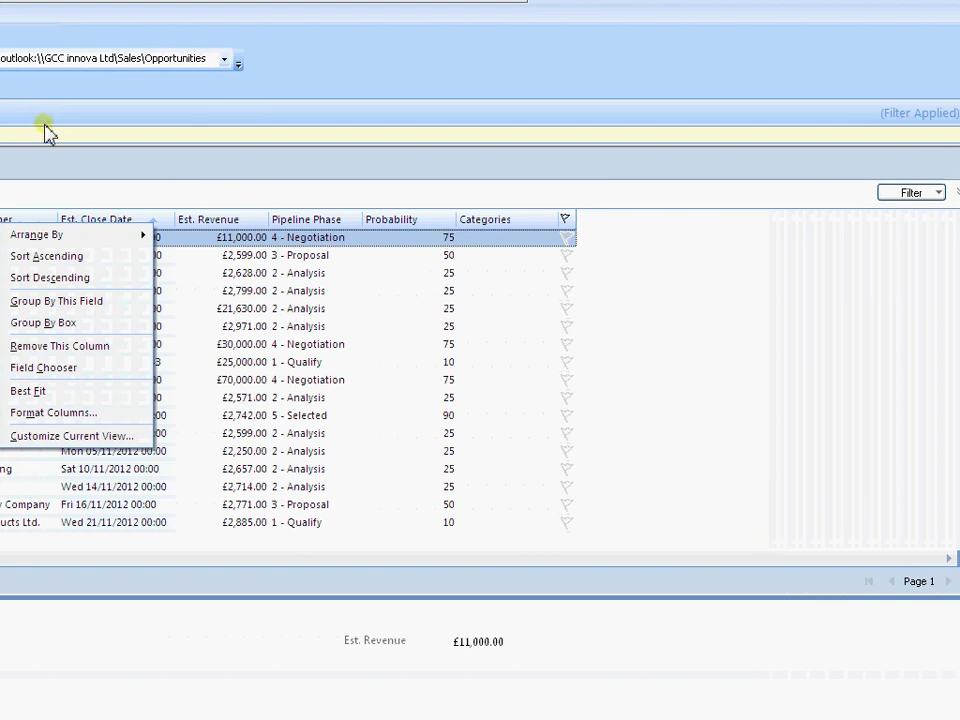 outlook:\\GCC innova Ltd\Sales\Opportunities
(Filter Applied)
Filter
Est. Close Date Est. Revenue Pipeline Phase Probability Categories
£11,000.00 4 - Negotiation 75
£2,599.00 3 - Proposal 50
£2,628.00 2 - Analysis 25
£2,799.00 2 - Analysis 25
£21,630.00 2 - Analysis 25
£2,971.00 2 - Analysis 25
£30,000.00 4 - Negotiation 75
£25,000.00 1 - Qualify 10
£70,000.00 4 - Negotiation 75
£2,571.00 2 - Analysis 25
£2,742.00 5 - Selected 90
£2,599.00 2 - Analysis 25
Mon 05/11/2012 00:00 £2,250.00 2 - Analysis 25
ng Sat 10/11/2012 00:00 £2,657.00 2 - Analysis 25
Wed 14/11/2012 00:00 £2,714.00 2 - Analysis 25
y Company Fri 16/11/2012 00:00 £2,771.00 3 - Proposal 50
ucts Ltd. Wed 21/11/2012 00:00 £2,885.00 1 - Qualify 10
Arrange By
Sort Ascending
Sort Descending
Group By This Field
Group By Box
Remove This Column
Field Chooser
Best Fit
Format Columns...
Customize Current View...
Page 1
Est. Revenue £11,000.00